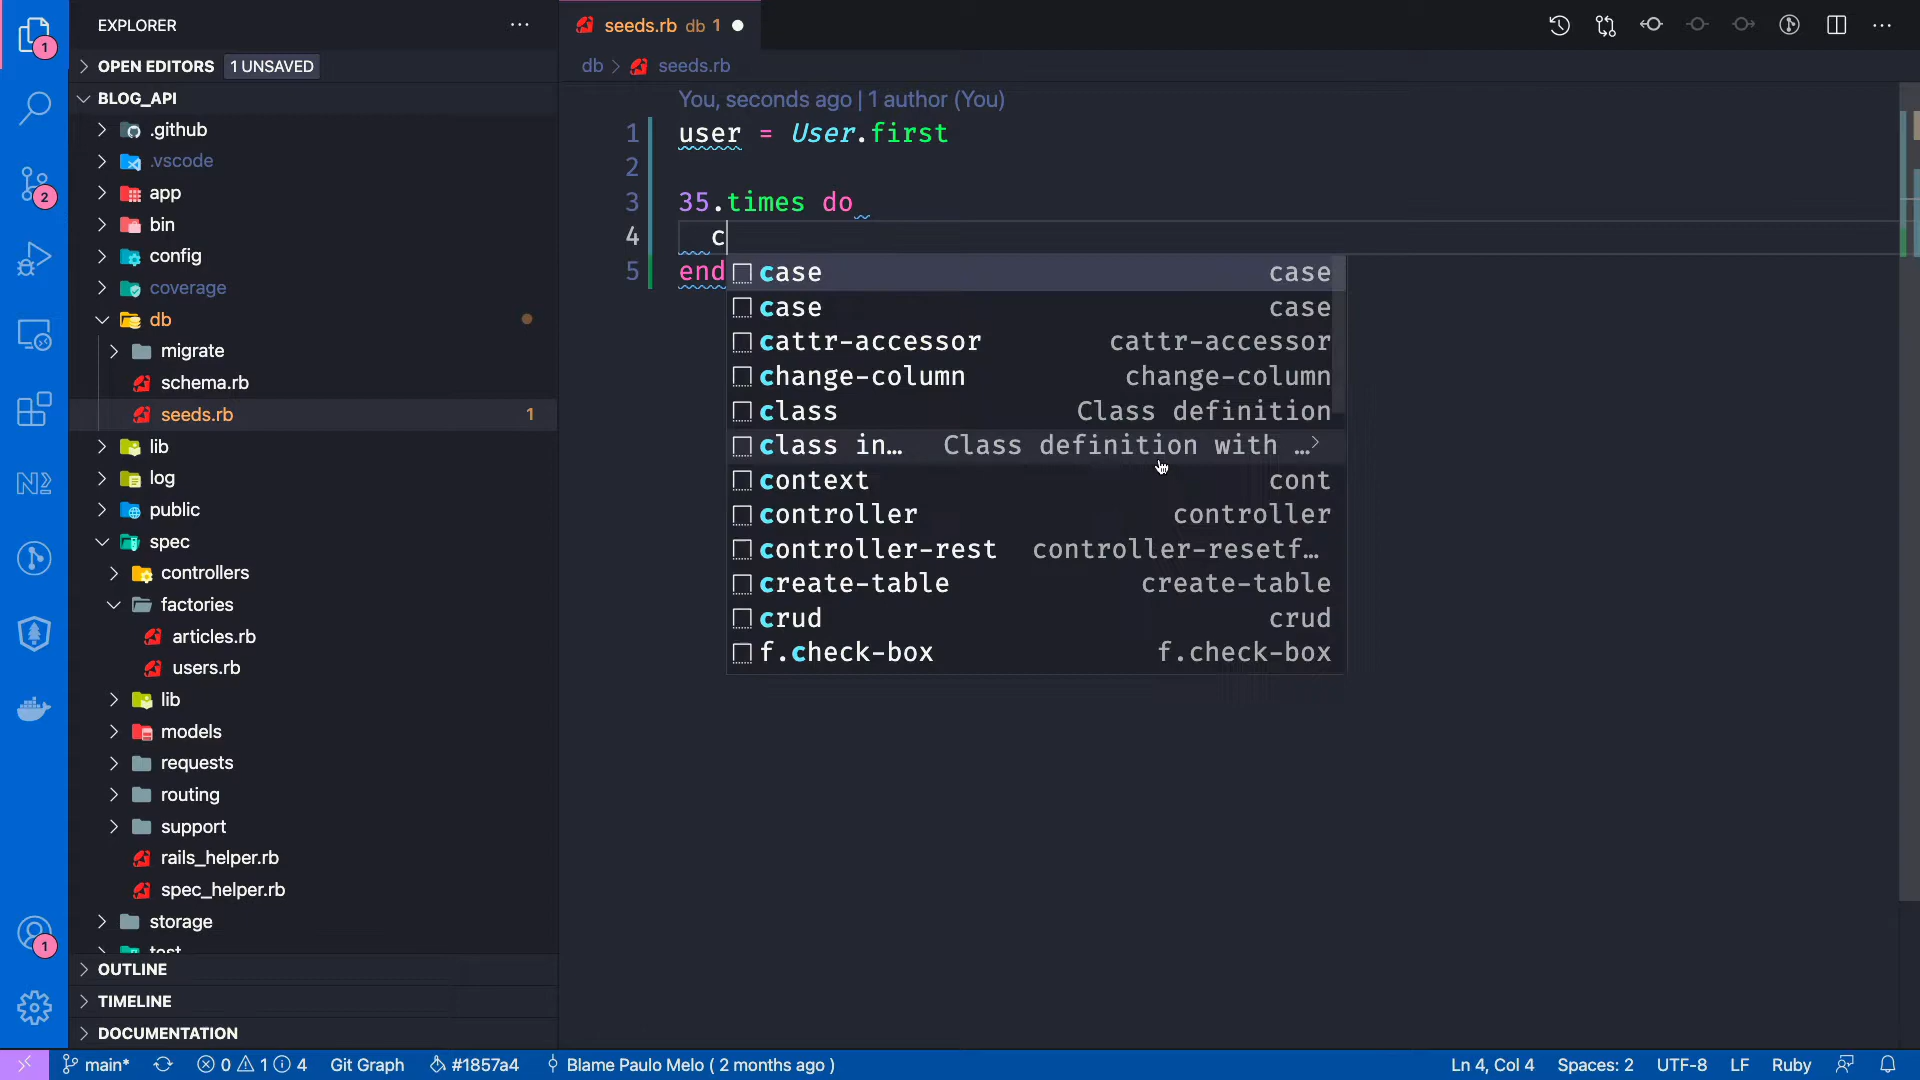 EXPLORER
OPEN EDITORS 1 UNSAVED
BLOG_API
.github
.vscode
app
bin
config
coverage
db
migrate
schema.rb
seeds.rb 1
lib
log
public
spec
controllers
factories
articles.rb
users.rb
lib
models
requests
routing
support
rails_helper.rb
spec_helper.rb
storage
test
OUTLINE
TIMELINE
DOCUMENTATION
1
2
1
seeds.rb db 1
db > seeds.rb
You, seconds ago | 1 author (You)
1 user = User.first
2
3 35.times do
4 c
5 end
case case
case case
cattr-accessor cattr-accessor
change-column change-column
class Class definition
class in… Class definition with …
context cont
controller controller
controller-rest controller-resetf…
create-table create-table
crud crud
f.check-box f.check-box
main* 0 1 4 Git Graph #1857a4 Blame Paulo Melo ( 2 months ago ) Ln 4, Col 4 Spaces: 2 UTF-8 LF Ruby